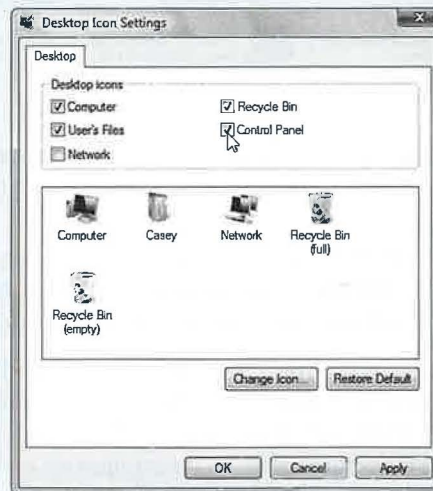 Desktop Icon Settings
Desktop
Desktop icons
Computer
Recycle Bin
User's Files
Control Panel
Network
Computer
Casey
Network
Recycle Bin
(full)
Recycle Bin
(empty)
Change Icon...
Restore Default
OK
Cancel
Apply